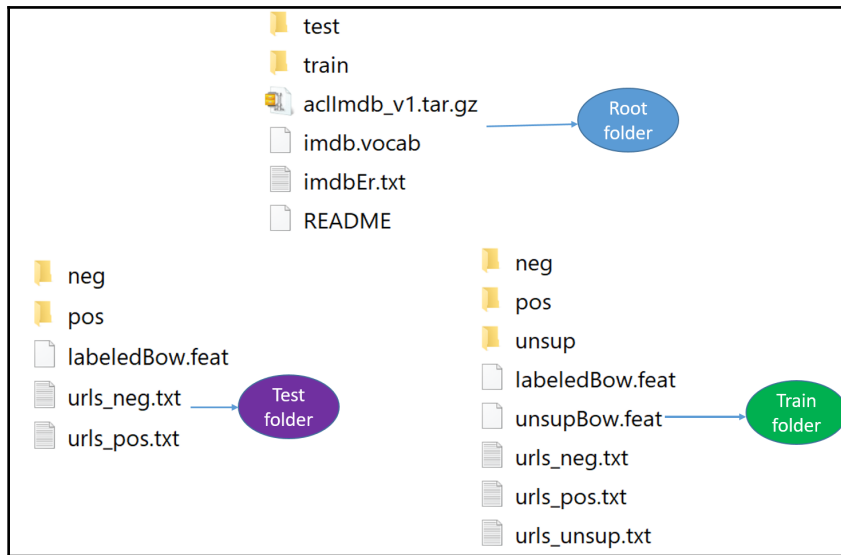 test
train
aclImdb_v1.tar.gz
imdb.vocab
imdbEr.txt
README
Root
folder
neg
pos
labeledBow.feat
urls_neg.txt
urls_pos.txt
Test
folder
neg
pos
unsup
labeledBow.feat
unsupBow.feat
urls_neg.txt
urls_pos.txt
urls_unsup.txt
Train
folder